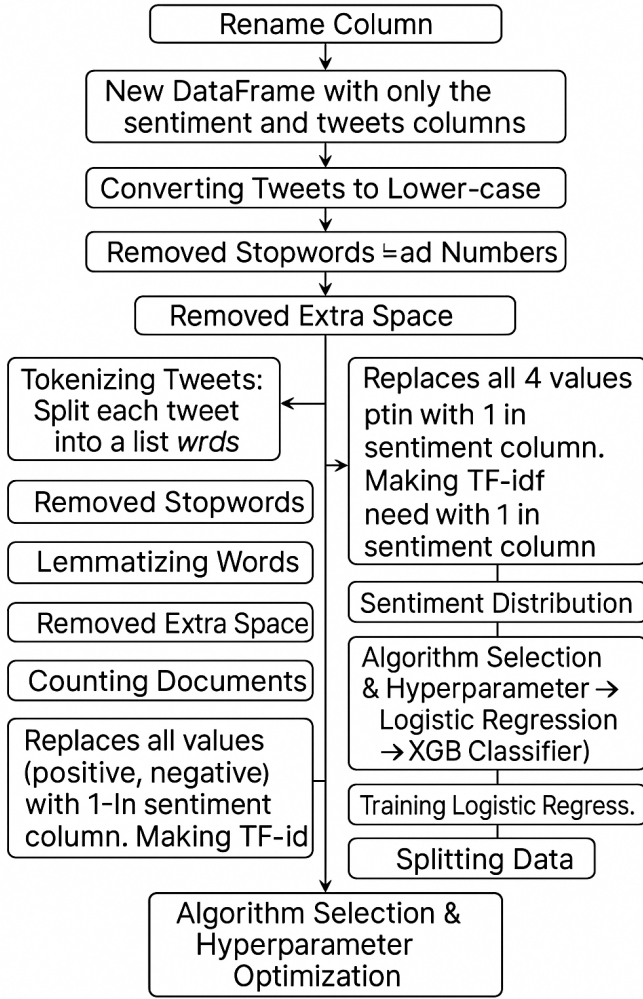 Rename Column
New DataFrame with only the
sentiment and tweets columns
Converting Tweets to Lower-case
Removed Stopwords ⊨ad Numbers
Removed Extra Space
Tokenizing Tweets:
Split each tweet
into a list wrds
Removed Stopwords
Lemmatizing Words
Removed Extra Space
Counting Documents
Replaces all values
(positive, negative)
with 1-In sentiment
column. Making TF-id
Replaces all 4 values
ptin with 1 in
sentiment column.
Making TF-idf
need with 1 in
sentiment column
Sentiment Distribution
Algorithm Selection
& Hyperparameter →
Logistic Regression
→ XGB Classifier)
Training Logistic Regress.
Splitting Data
Algorithm Selection &
Hyperparameter
Optimization